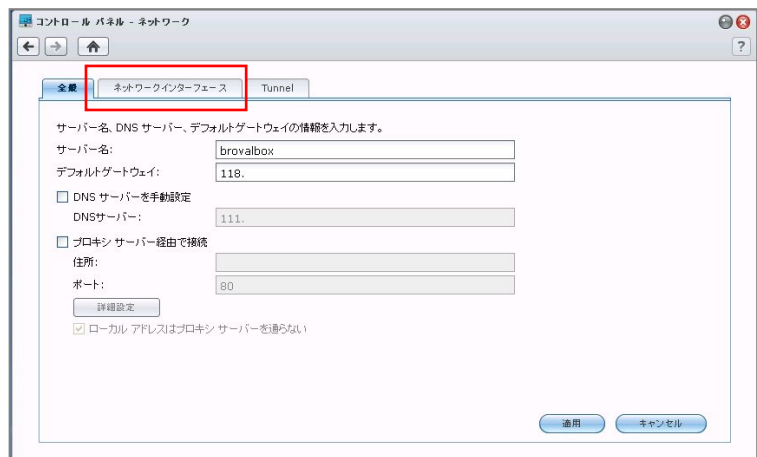 コントロール パネル - ネットワーク
?
全般 ネットワークインターフェース Tunnel
サーバー名、DNS サーバー、デフォルトゲートウェイの情報を入力します。
サーバー名: brovalbox
デフォルトゲートウェイ: 118.
DNS サーバーを手動設定
DNSサーバー: 111.
プロキシ サーバー経由で接続
住所:
ポート: 80
詳細設定
ローカル アドレスはプロキシ サーバーを通らない
適用 キャンセル